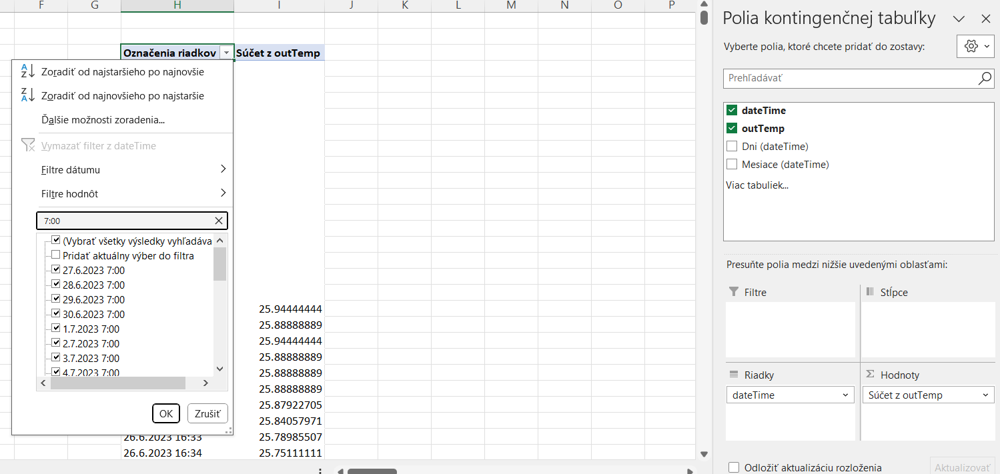 F G H I J K L M N O P
Označenia riadkov Súčet z outTemp
Zoradiť od najstaršieho po najnovšie
Zoradiť od najnovšieho po najstaršie
Ďalšie možnosti zoradenia...
Vymazať filter z dateTime
Filtre dátumu
Filtre hodnôt
7:00
(Vybrať všetky výsledky vyhľadáva
Pridať aktuálny výber do filtra
27.6.2023 7:00
28.6.2023 7:00
29.6.2023 7:00
30.6.2023 7:00
1.7.2023 7:00
2.7.2023 7:00
3.7.2023 7:00
4.7.2023 7:00
OK Zrušiť
25.94444444
25.88888889
25.94444444
25.88888889
25.88888889
25.88888889
25.87922705
25.84057971
26.6.2023 16:33 25.78985507
26.6.2023 16:34 25.75111111
Polia kontingenčnej tabuľky
Vyberte polia, ktoré chcete pridať do zostavy:
Prehľadávať
dateTime
outTemp
Dni (dateTime)
Mesiace (dateTime)
Viac tabuliek...
Presuňte polia medzi nižšie uvedenými oblasťami:
Filtre
Stĺpce
Riadky
Hodnoty
dateTime
Súčet z outTemp
Odložiť aktualizáciu rozloženia
Aktualizovať